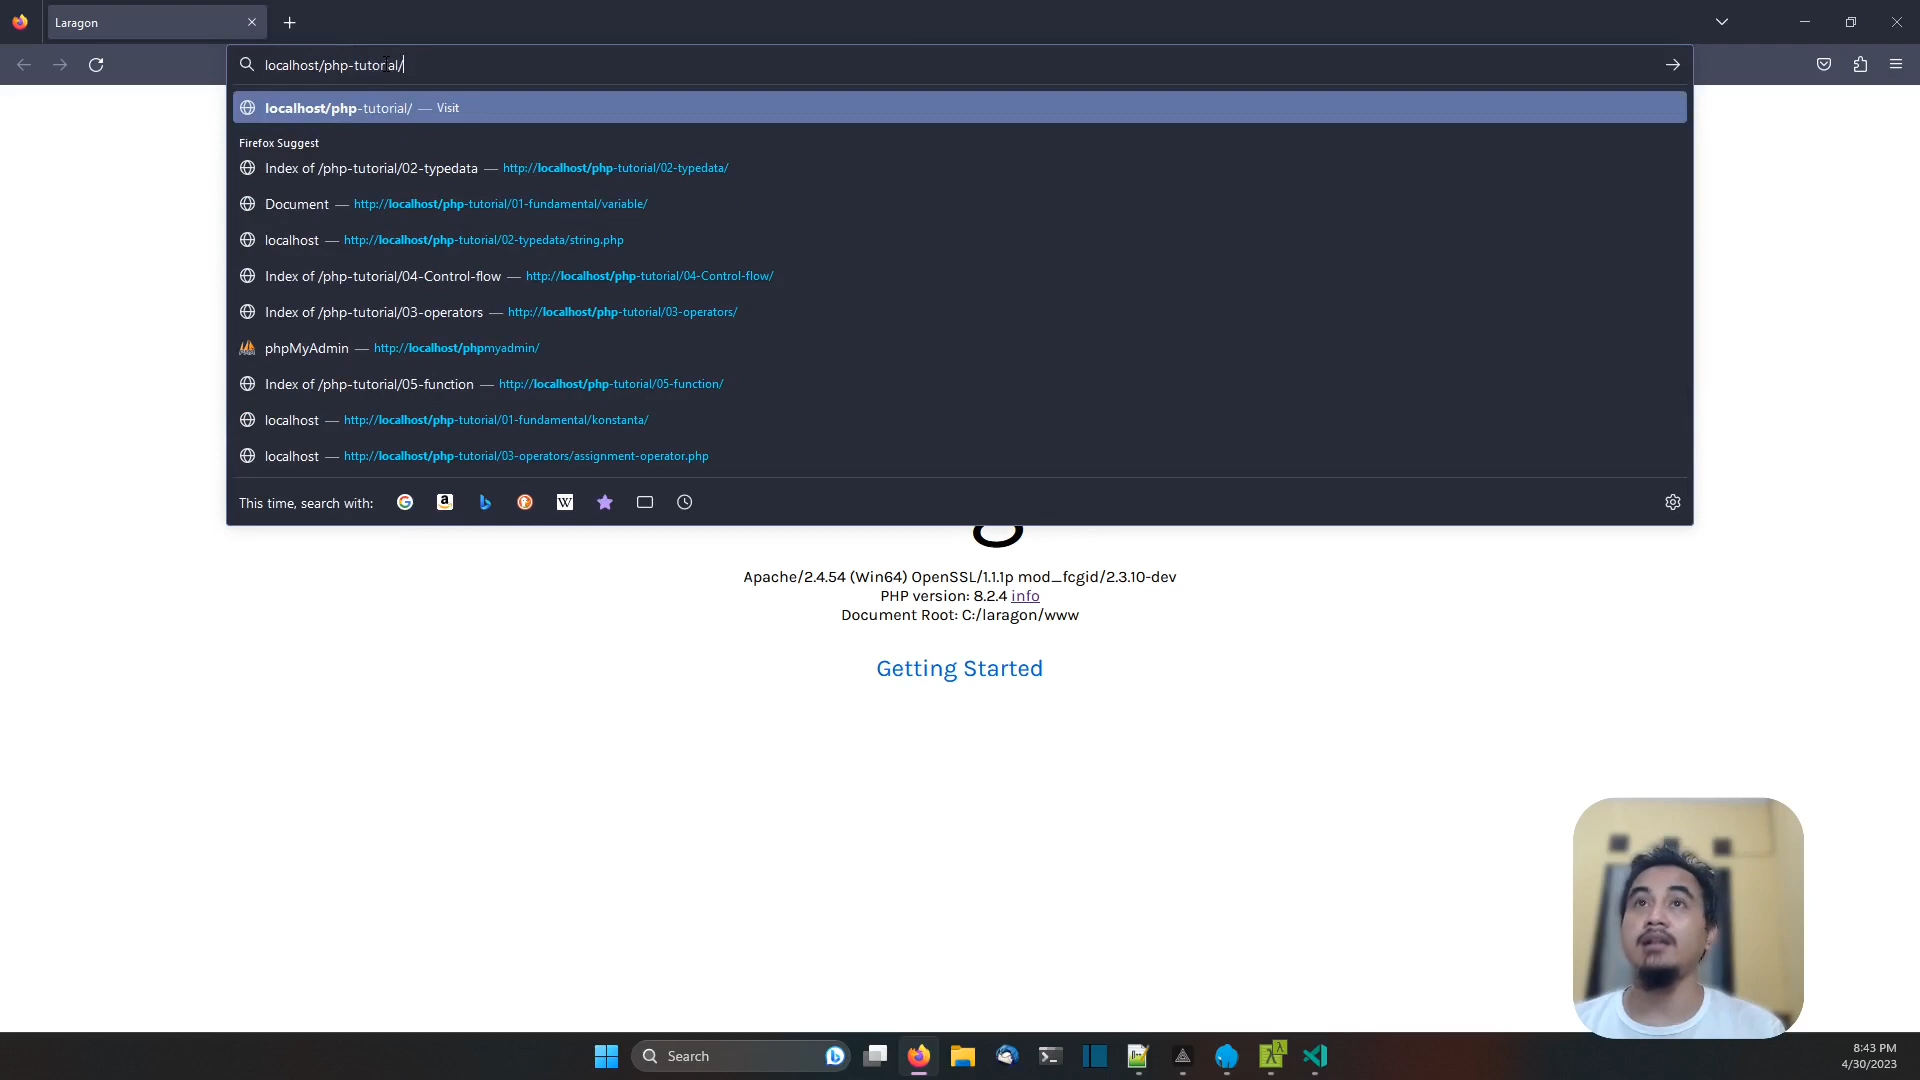 Laragon
localhost/php-tutorial/
localhost/php-tutorial/ — Visit
Firefox Suggest
Index of /php-tutorial/02-typedata — http://localhost/php-tutorial/02-typedata/
Document — http://localhost/php-tutorial/01-fundamental/variable/
localhost — http://localhost/php-tutorial/02-typedata/string.php
Index of /php-tutorial/04-Control-flow — http://localhost/php-tutorial/04-Control-flow/
Index of /php-tutorial/03-operators — http://localhost/php-tutorial/03-operators/
phpMyAdmin — http://localhost/phpmyadmin/
Index of /php-tutorial/05-function — http://localhost/php-tutorial/05-function/
localhost — http://localhost/php-tutorial/01-fundamental/konstanta/
localhost — http://localhost/php-tutorial/03-operators/assignment-operator.php
This time, search with:
Apache/2.4.54 (Win64) OpenSSL/1.1.1p mod_fcgid/2.3.10-dev
PHP version: 8.2.4 info
Document Root: C:/laragon/www
Getting Started
Search
8:43 PM
4/30/2023